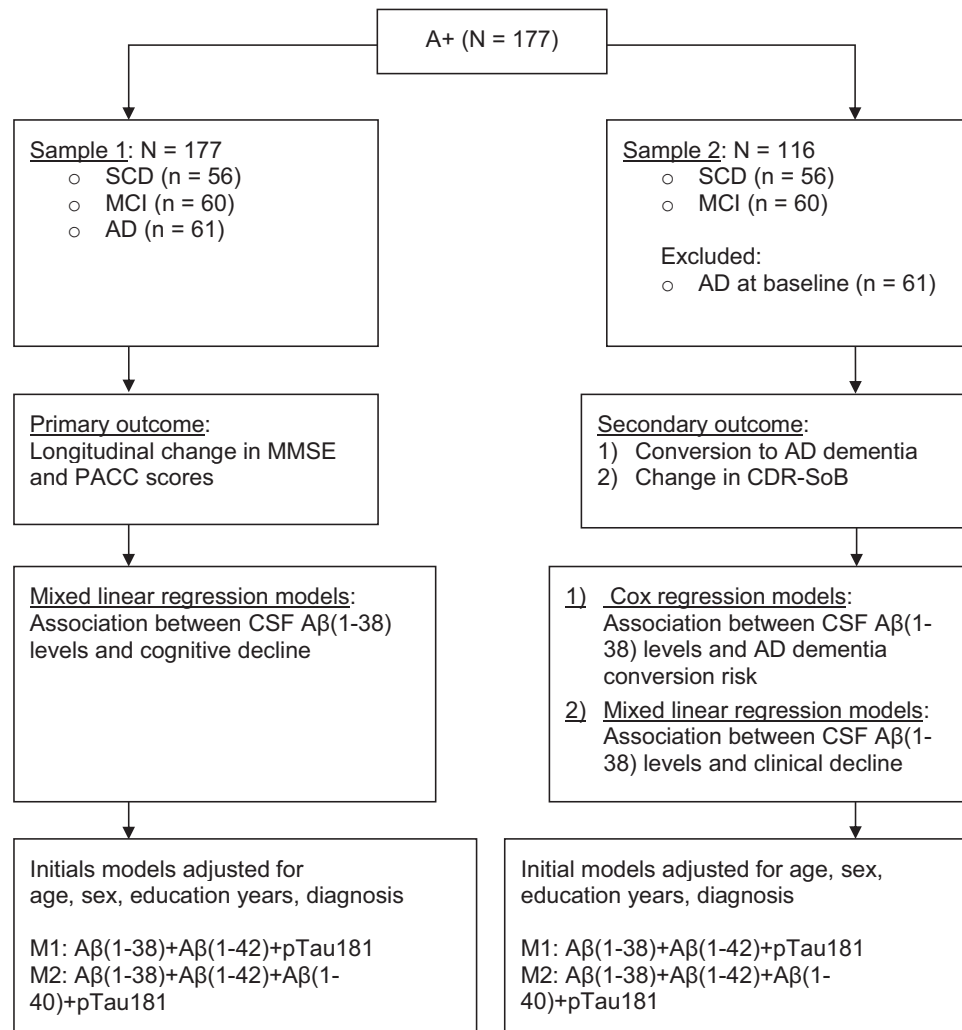 A+ (N = 177)
Sample 1: N = 177
o SCD (n = 56)
o MCI (n = 60)
o AD (n = 61)
Sample 2: N = 116
o SCD (n = 56)
o MCI (n = 60)
Excluded:
o AD at baseline (n = 61)
Primary outcome:
Longitudinal change in MMSE
and PACC scores
Secondary outcome:
1) Conversion to AD dementia
2) Change in CDR-SoB
Mixed linear regression models:
Association between CSF Aβ(1-38)
levels and cognitive decline
1) Cox regression models:
Association between CSF Aβ(1-
38) levels and AD dementia
conversion risk
2) Mixed linear regression models:
Association between CSF Aβ(1-
38) levels and clinical decline
Initials models adjusted for
age, sex, education years, diagnosis
M1: Aβ(1-38)+Aβ(1-42)+pTau181
M2: Aβ(1-38)+Aβ(1-42)+Aβ(1-
40)+pTau181
Initial models adjusted for age, sex,
education years, diagnosis
M1: Aβ(1-38)+Aβ(1-42)+pTau181
M2: Aβ(1-38)+Aβ(1-42)+Aβ(1-
40)+pTau181